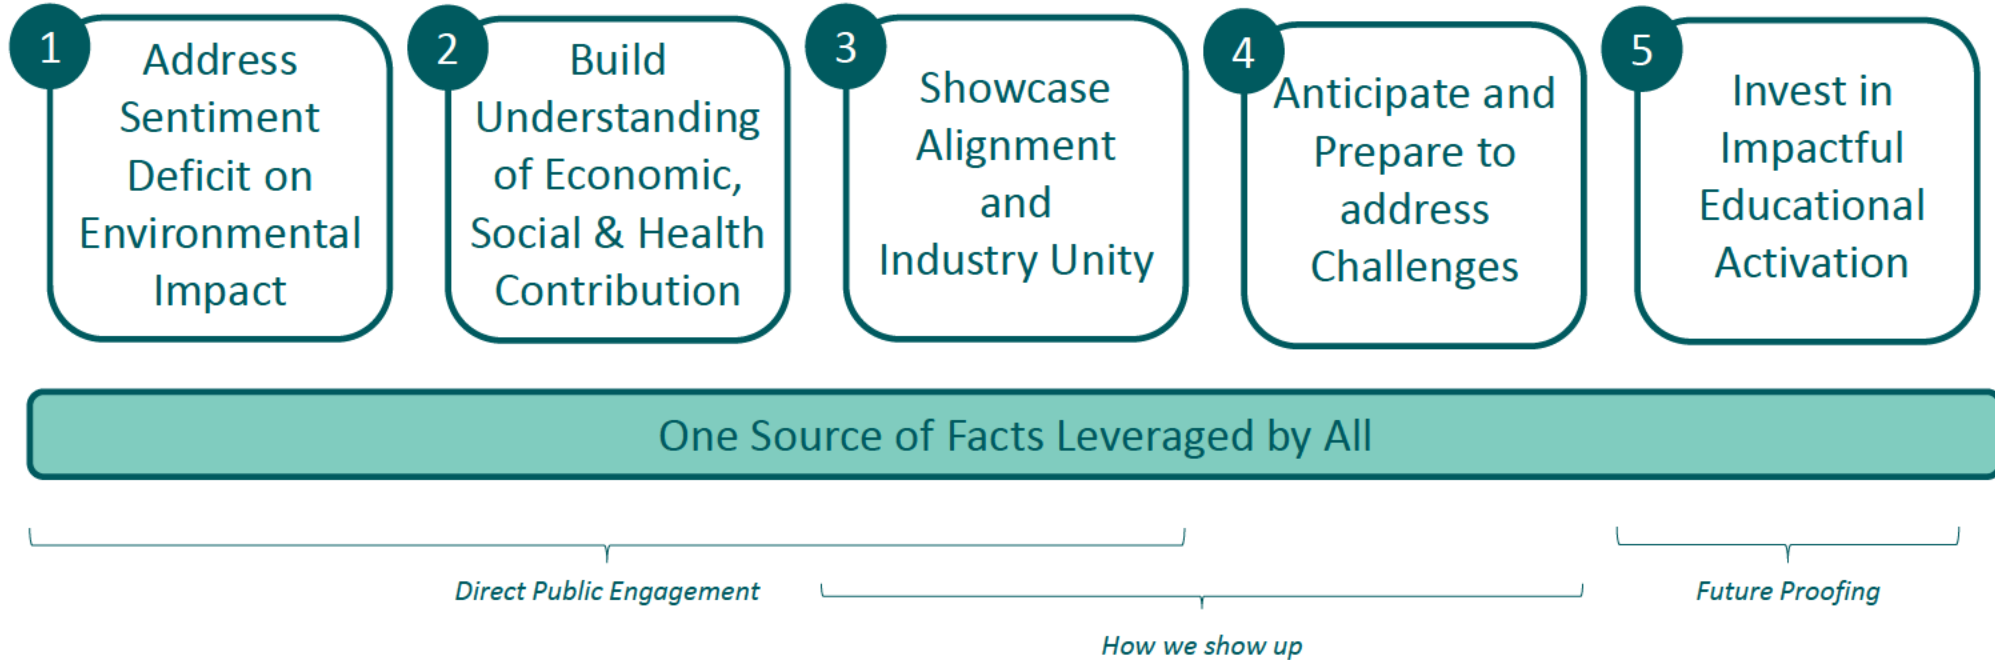 1
Address
Sentiment
Deficit on
Environmental
Impact
2
Build
Understanding
of Economic,
Social & Health
Contribution
3
Showcase
Alignment
and
Industry Unity
4
Anticipate and
Prepare to
address
Challenges
5
Invest in
Impactful
Educational
Activation
One Source of Facts Leveraged by All
Direct Public Engagement
How we show up
Future Proofing